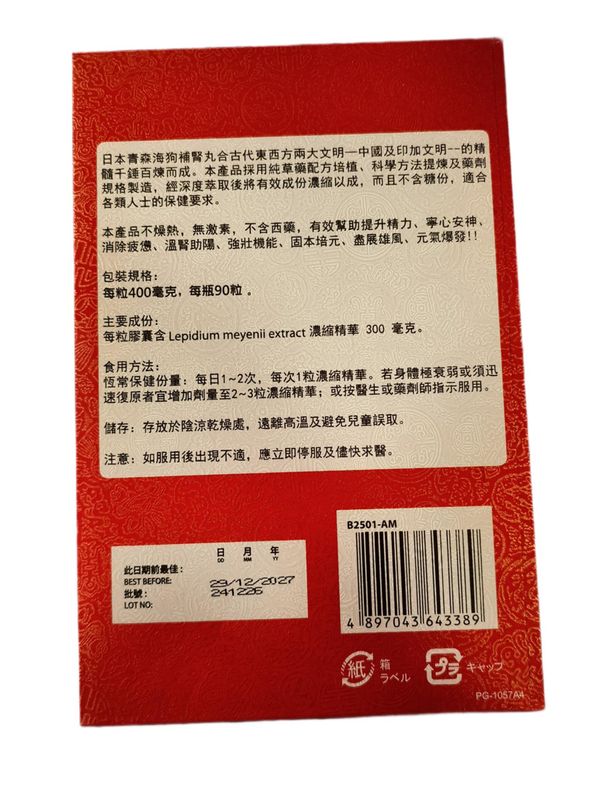 日本青森海狗補腎丸合古代東西方兩大文明—中國及印加文明--的精
髓千錘百煉而成。本產品採用純草藥配方培植、科學方法提煉及藥劑
規格製造，經深度萃取後將有效成份濃縮以成，而且不含糖份，適合
各類人士的保健要求。
本產品不燥熱，無激素，不含西藥，有效幫助提升精力、寧心安神、
消除疲憊、溫腎助陽、強壯機能、固本培元、盡展雄風、元氣爆發!!
包裝規格：
每粒400毫克，每瓶90粒 。
主要成份：
每粒膠囊含 Lepidium meyenii extract 濃縮精華 300 毫克。
食用方法：
恆常保健份量：每日1~2次，每次1粒濃縮精華。若身體極衰弱或須迅
速復原者宜增加劑量至2~3粒濃縮精華；或按醫生或藥劑師指示服用。
儲存：存放於陰涼乾燥處，遠離高溫及避免兒童誤取。
注意：如服用後出現不適，應立即停服及儘快求醫。
B2501-AM
4 897043 643389
日 月 年
DD MM YY
此日期前最佳：
BEST BEFORE: 29/12/2027
批號： 241226
LOT NO:
紙 箱
ラベル
プラ キャップ
PG-1057A4